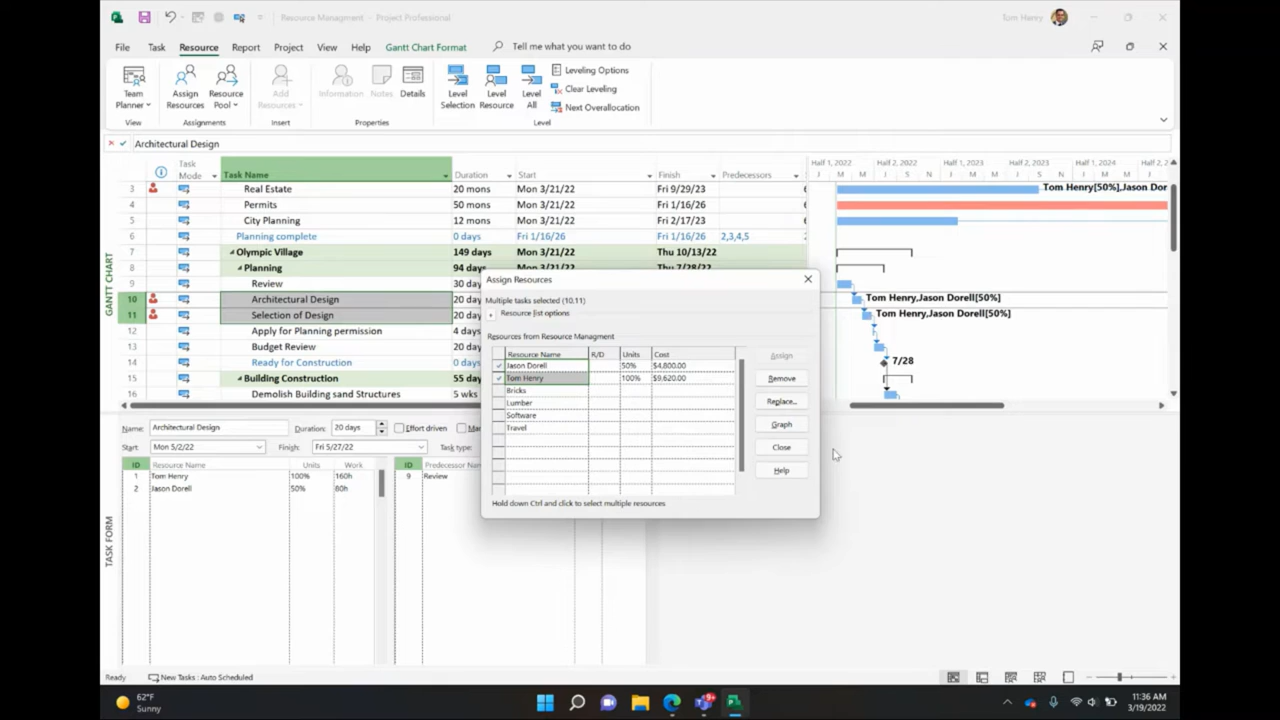 Resource Managment - Project Professional
Tom Henry
File Task Resource Report Project View Help Gantt Chart Format Tell me what you want to do
Team Planner
Assign Resources
Resource Pool
Add Resources
Information
Notes
Details
Level Selection
Level Resource
Level All
Leveling Options
Clear Leveling
Next Overallocation
View Assignments Insert Properties Level
Architectural Design
Task Mode Task Name Duration Start Finish Predecessors
Half 1, 2022 Half 2, 2022 Half 1, 2023 Half 2, 2023 Half 1, 2024 Half 2,
J M M J S N J M M J S N J M M J
3 Real Estate 20 mons Mon 3/21/22 Fri 9/29/23 6 Tom Henry[50%],Jason Dor
4 Permits 50 mons Mon 3/21/22 Fri 1/16/26 6
5 City Planning 12 mons Mon 3/21/22 Fri 2/17/23 6
6 Planning complete 0 days Fri 1/16/26 Fri 1/16/26 2,3,4,5 2
7 Olympic Village 149 days Mon 3/21/22 Thu 10/13/22
8 Planning 94 days Mon 3/21/22 Thu 7/28/22
9 Review 30 day
10 Architectural Design 20 day Tom Henry,Jason Dorell[50%]
11 Selection of Design 20 day Tom Henry,Jason Dorell[50%]
12 Apply for Planning permission 4 days
13 Budget Review 20 day
14 Ready for Construction 0 days 7/28
15 Building Construction 55 day
16 Demolish Building sand Structures 5 wks
GANTT CHART
Assign Resources
Multiple tasks selected (10.11)
+ Resource list options
Resources from Resource Managment
Resource Name R/D Units Cost
Jason Dorell 50% $4,800.00
Tom Henry 100% $9,620.00
Bricks
Lumber
Software
Travel
Assign
Remove
Replace...
Graph
Close
Help
Hold down Ctrl and click to select multiple resources
Name: Architectural Design Duration: 20 days Effort driven
Start: Mon 5/2/22 Finish: Fri 5/27/22 Task type:
ID Resource Name Units Work ID Predecessor
1 Tom Henry 100% 160h 9 Review
2 Jason Dorell 50% 80h
TASK FORM
Ready New Tasks : Auto Scheduled
62°F
Sunny
11:36 AM
3/19/2022